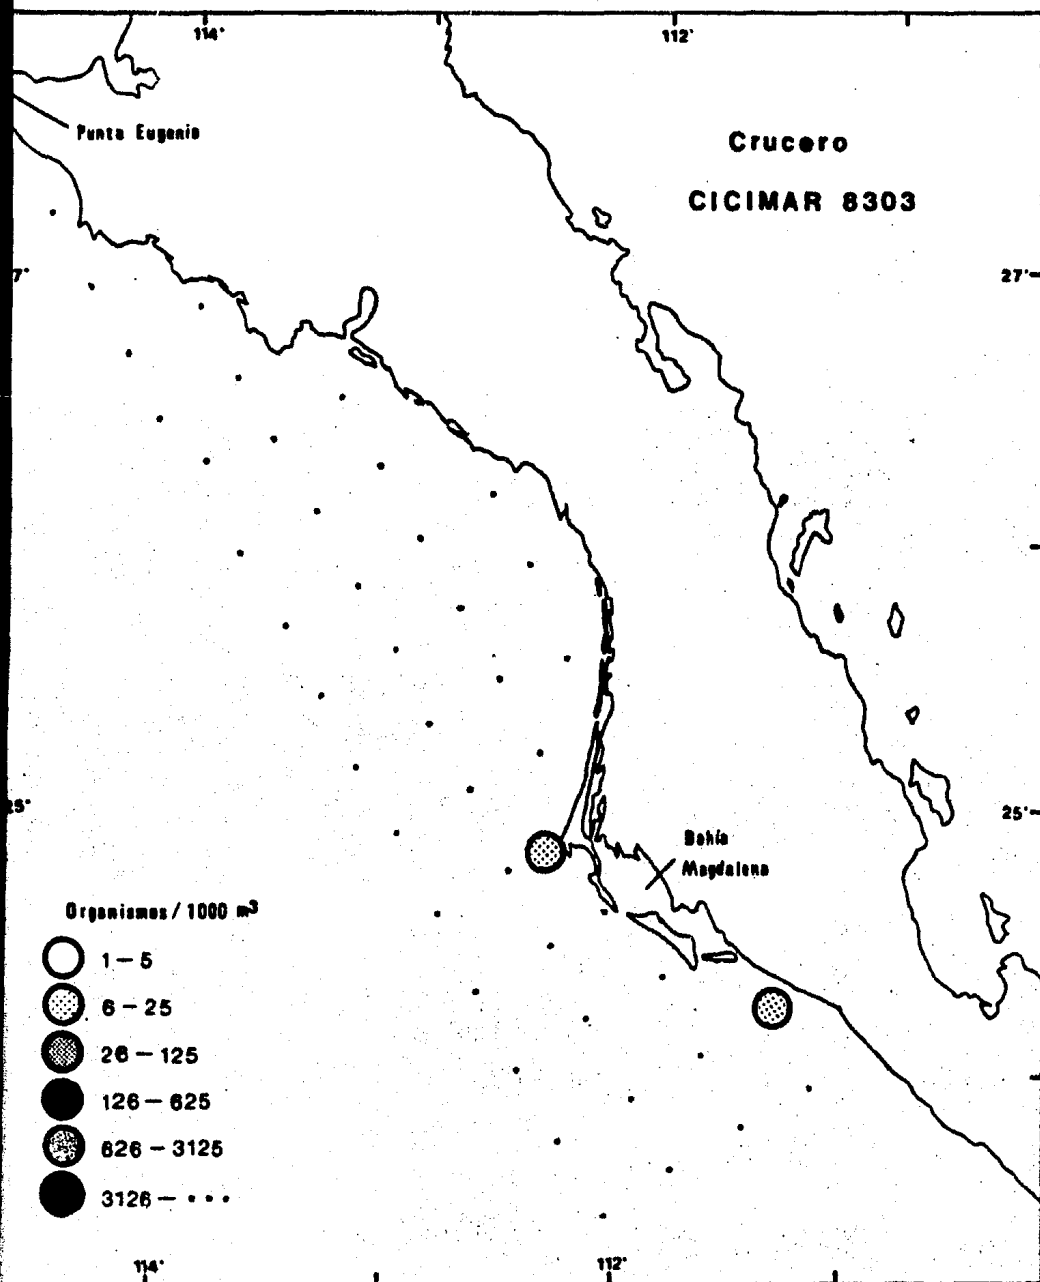 114°
112°
Punta Eugenia
Crucero
CICIMAR 8303
7°
27°
25°
25°
Bahía
Magdalena
Organismos / 1000 m³
1 – 5
6 – 25
26 – 125
126 – 625
626 – 3125
3126 – • • •
114°
112°